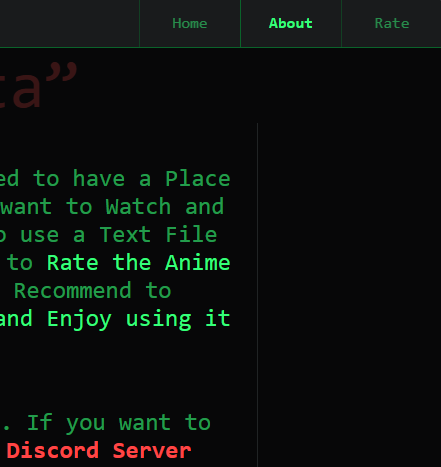 Home About Rate
ta”
ed to have a Place
want to Watch and
o use a Text File
to Rate the Anime
Recommend to
and Enjoy using it
. If you want to
Discord Server